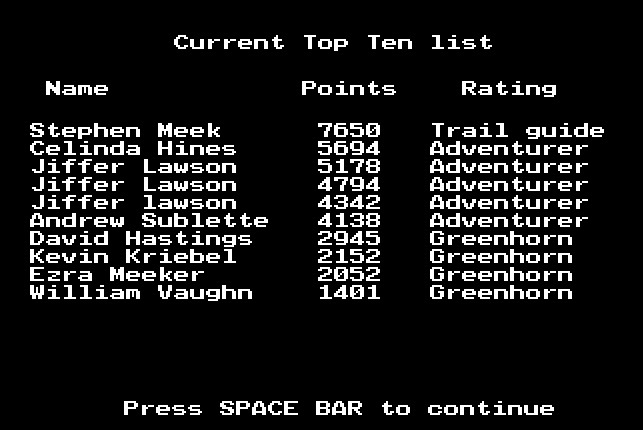 Current Top Ten list
Name Points Rating
Stephen Meek 7650 Trail guide
Celinda Hines 5694 Adventurer
Jiffer Lawson 5178 Adventurer
Jiffer Lawson 4794 Adventurer
Jiffer lawson 4342 Adventurer
Andrew Sublette 4138 Adventurer
David Hastings 2945 Greenhorn
Kevin Kriebel 2152 Greenhorn
Ezra Meeker 2052 Greenhorn
William Vaughn 1401 Greenhorn
Press SPACE BAR to continue